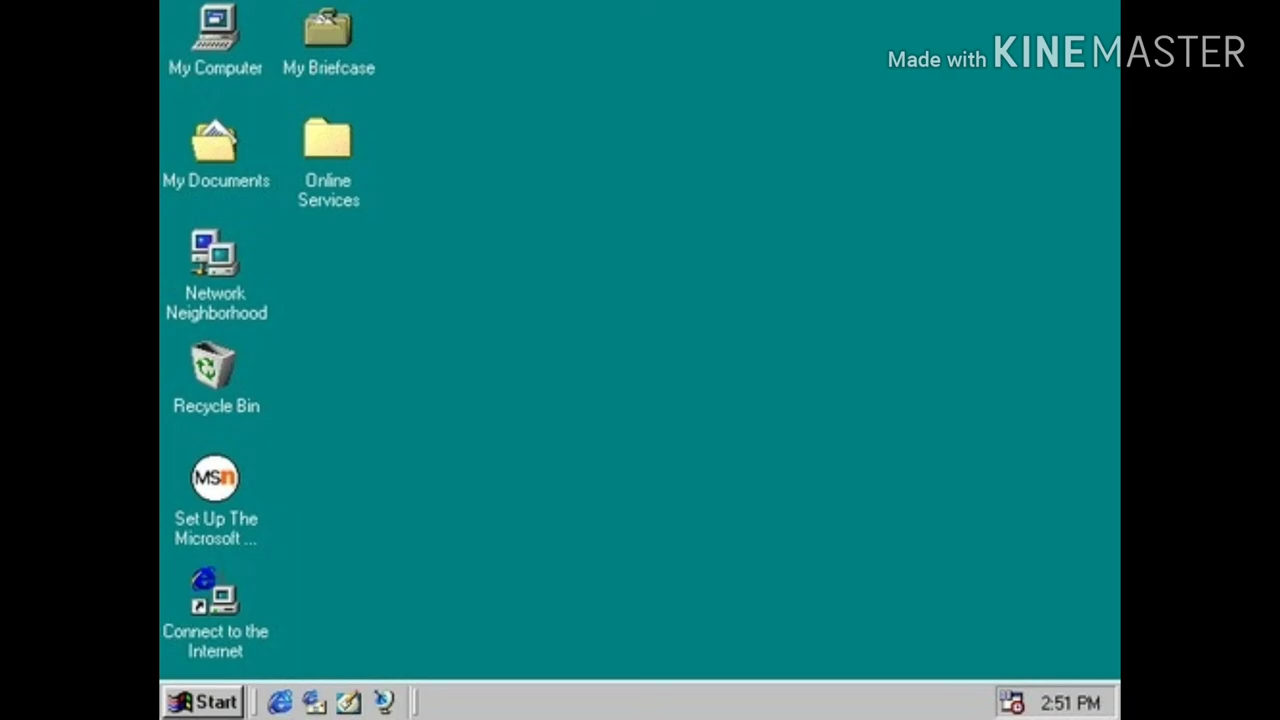 My Computer
My Briefcase
Made with KINEMASTER
My Documents
Online
Services
Network
Neighborhood
Recycle Bin
MSn
Set Up The
Microsoft ...
Connect to the
Internet
Start
2:51 PM